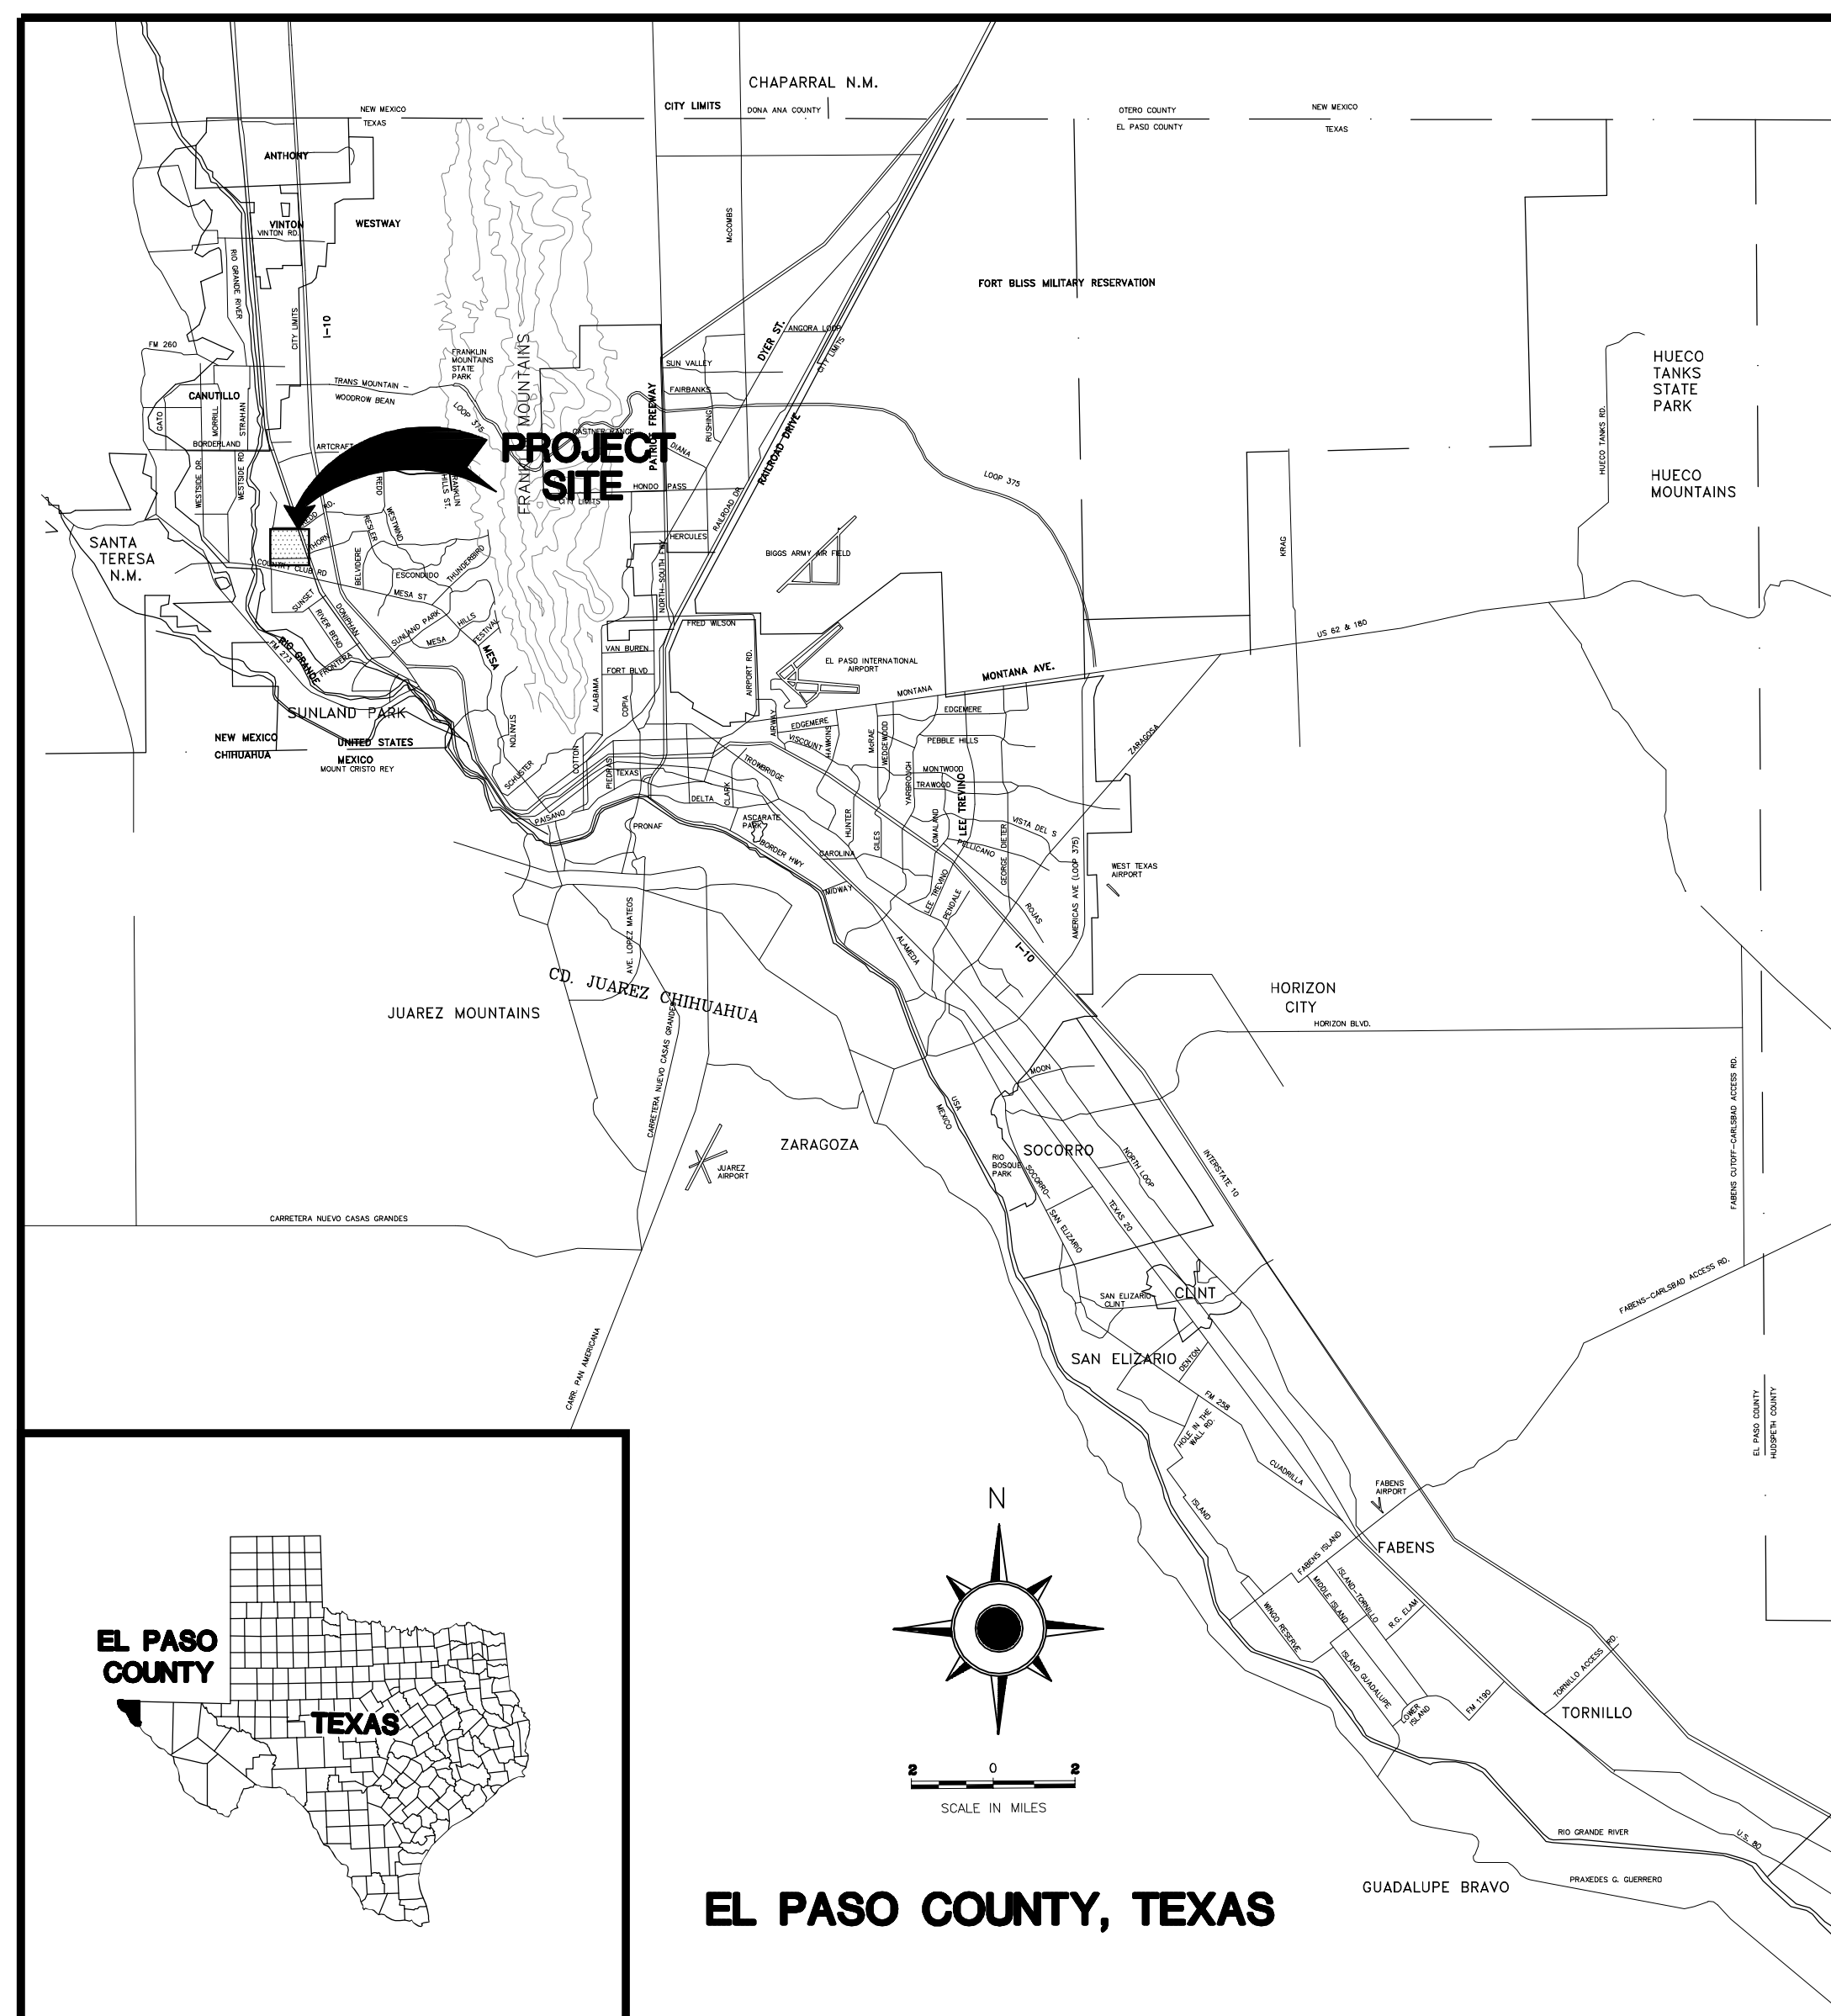 CHAPARRAL N.M.
CITY LIMITS
DONA ANA COUNTY
NEW MEXICO
TEXAS
OTERO COUNTY
EL PASO COUNTY
NEW MEXICO
TEXAS
ANTHONY
VINTON
VINTON RD.
WESTWAY
McCOMBS
RIO GRANDE RIVER
CITY LIMITS
I-10
FORT BLISS MILITARY RESERVATION
FM 260
FRANKLIN
MOUNTAINS
STATE
PARK
FRANKLIN MOUNTAINS
DYER ST.
ANGORA LOOP
CITY LIMITS
SUN VALLEY
FAIRBANKS
PATRIOT FREEWAY
RUSHING
RAILROAD DRIVE
HUECO
TANKS
STATE
PARK
HUECO TANKS RD.
HUECO
MOUNTAINS
TRANS MOUNTAIN -
WOODROW BEAN
LOOP 375
CANUTILLO
GATO
MORRILL
STRAHAN
BORDERLAND
WESTSIDE DR.
WESTSIDE RD.
ARTCRAFT
CASTNER RANGE
PROJECT
SITE
DIANA
HONDO PASS
CITY LIMITS
LOOP 375
REDD
FRANKLIN
HILLS ST.
REDD RD.
THORN
RESLER
WESTWIND
BELVIDERE
ESCONDIDO
THUNDERBIRD
RAILROAD DR
HERCULES
NORTH-SOUTH FWY
BIGGS ARMY AIR FIELD
KRAG
SANTA
TERESA
N.M.
COUNTRY CLUB RD
MESA ST
SUNSET
RIVER BEND
DONIPHAN
SUNLAND PARK
MESA
HILLS
FESTIVAL
MESA
FM 273
RIO GRANDE
FRONTERA
FRED WILSON
VAN BUREN
FORT BLVD
AIRPORT RD.
EL PASO INTERNATIONAL
AIRPORT
US 62 & 180
MONTANA AVE.
MONTANA
ALABAMA
COPIA
SUNLAND PARK
NEW MEXICO
CHIHUAHUA
UNITED STATES
MEXICO
MOUNT CRISTO REY
STANTON
SCHUSTER
COTTON
PIEDRAS
TEXAS
PAISANO
AIRWAY
EDGEMERE
VISCOUNT
HAWKINS
McRAE
WEDGEWOOD
EDGEMERE
PEBBLE HILLS
ZARAGOSA
TROWBRIDGE
CLARK
DELTA
YARBROUGH
MONTWOOD
TRAWOOD
LEE TREVINO
PRONAF
ASCARATE
PARK
BORDER HWY
HUNTER
GILES
LOMALAND
GEORGE DIETER
VISTA DEL S
PELLICANO
CAROLINA
MIDWAY
LEE TREVINO
PENDALE
ROJAS
AMERICAS AVE (LOOP 375)
WEST TEXAS
AIRPORT
AVE. LOPEZ MATEOS
ALAMEDA
I-10
CD. JUAREZ CHIHUAHUA
JUAREZ MOUNTAINS
CARRETERA NUEVO CASAS GRANDES
HORIZON
CITY
HORIZON BLVD.
FABENS CUTOFF-CARLSBAD ACCESS RD.
MOON
USA
MEXICO
ZARAGOZA
JUAREZ
AIRPORT
SOCORRO
RIO
BOSQUE
PARK
SOCORRO-
SAN ELIZARIO
NORTH LOOP
TEXAS 20
INTERSTATE 10
CARRETERA NUEVO CASAS GRANDES
CARR. PAN AMERICANA
SAN ELIZARIO-
CLINT
CLINT
FABENS-CARLSBAD ACCESS RD.
SAN ELIZARIO
DENTON
FM 258
HOLE IN THE
WALL RD.
CUADRILLA
EL PASO COUNTY
HUDSPETH COUNTY
FABENS
AIRPORT
ISLAND
FABENS
FABENS ISLAND
MIDDLE ISLAND
ISLAND-TORNILLO
R.G. ELAM
WINGO RESERVE
ISLAND GUADALUPE
LOWER
ISLAND
FM 1190
TORNILLO ACCESS RD.
TORNILLO
N
EL PASO
COUNTY
TEXAS
2 0 2
SCALE IN MILES
RIO GRANDE RIVER
U.S. 80
GUADALUPE BRAVO
PRAXEDES G. GUERRERO
EL PASO COUNTY, TEXAS